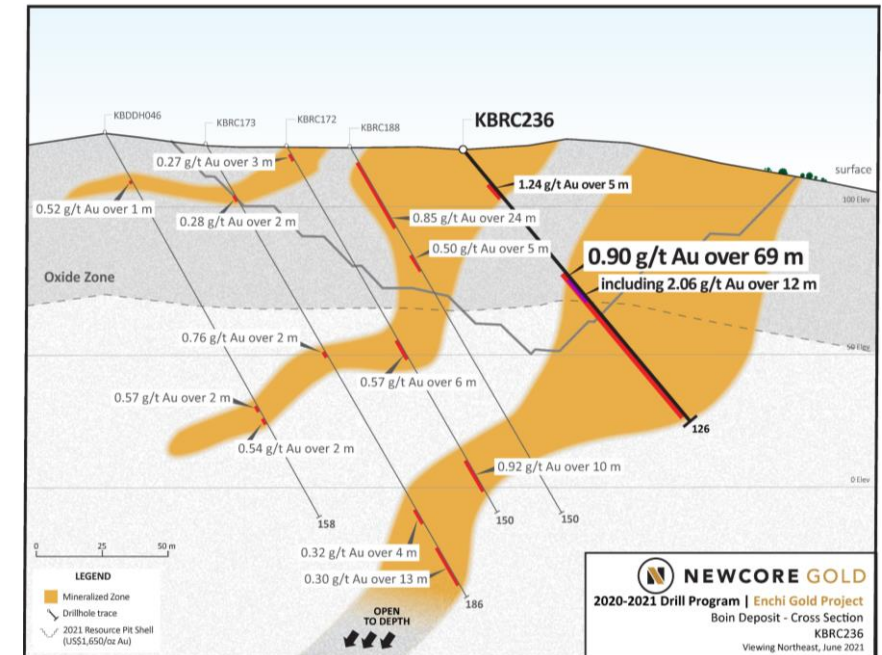 KBDDH046
KBRC173
KBRC172
KBRC188
KBRC236
surface
0.27 g/t Au over 3 m
1.24 g/t Au over 5 m
100 Elev
0.52 g/t Au over 1 m
0.28 g/t Au over 2 m
0.85 g/t Au over 24 m
0.50 g/t Au over 5 m
0.90 g/t Au over 69 m
including 2.06 g/t Au over 12 m
Oxide Zone
0.76 g/t Au over 2 m
50 Elev
0.57 g/t Au over 6 m
0.57 g/t Au over 2 m
126
0.54 g/t Au over 2 m
0.92 g/t Au over 10 m
0 Elev
158
150
150
0.32 g/t Au over 4 m
0.30 g/t Au over 13 m
186
OPEN
TO DEPTH
0 25 50 m
LEGEND
Mineralized Zone
Drillhole trace
2021 Resource Pit Shell
(US$1,650/oz Au)
NEWCORE GOLD
2020-2021 Drill Program | Enchi Gold Project
Boin Deposit - Cross Section
KBRC236
Viewing Northeast, June 2021